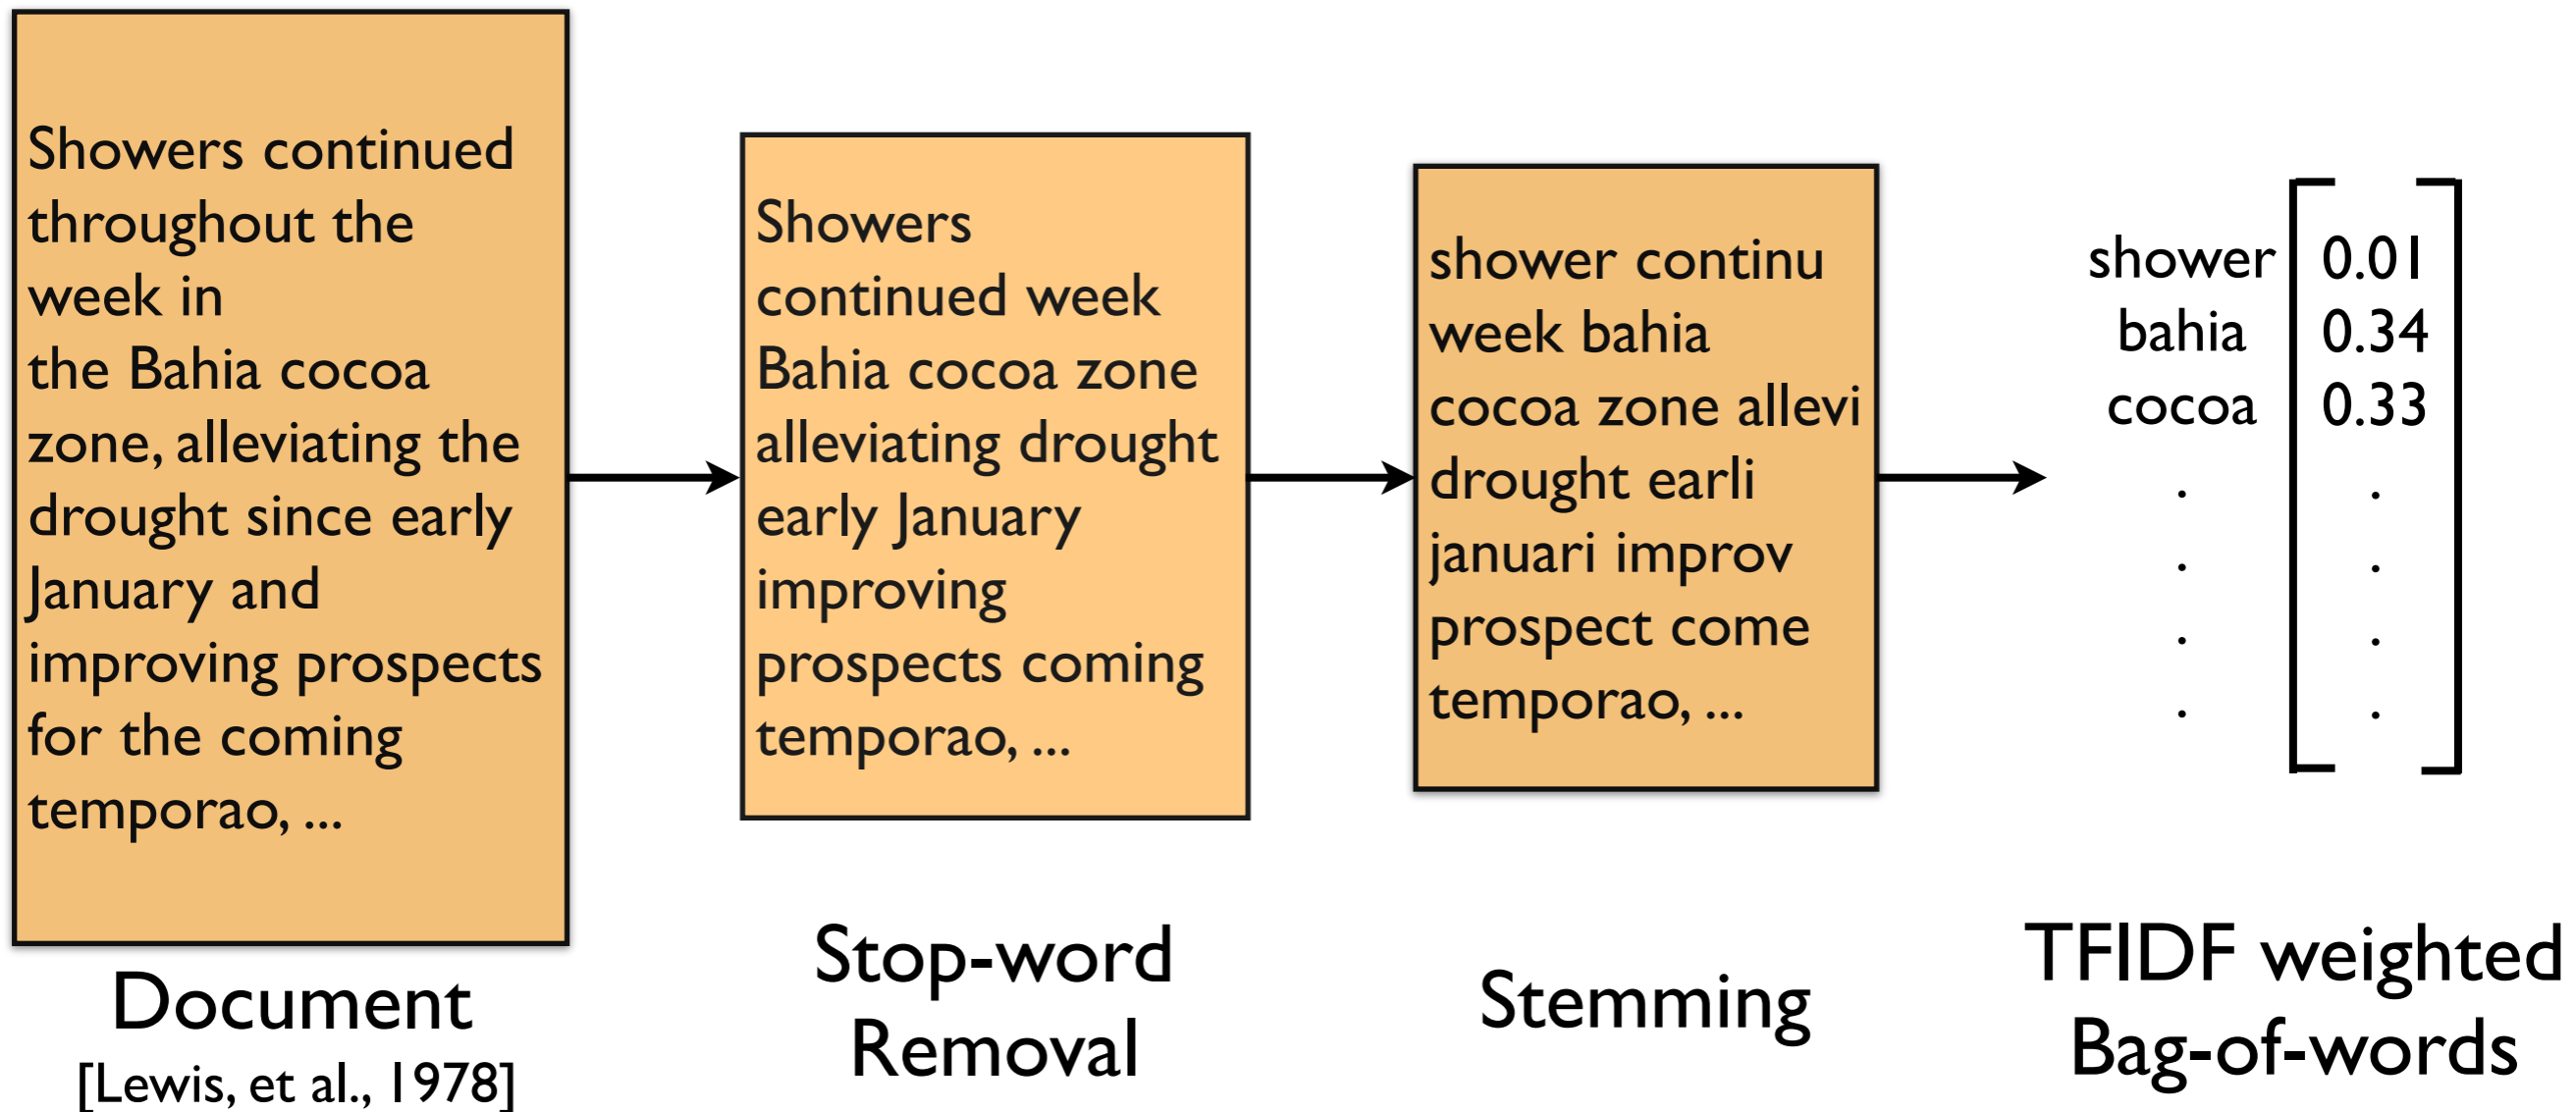 Showers continued
throughout the
week in
the Bahia cocoa
zone, alleviating the
drought since early
January and
improving prospects
for the coming
temporao, ...
Document
[Lewis, et al., 1978]
Showers
continued week
Bahia cocoa zone
alleviating drought
early January
improving
prospects coming
temporao, ...
Stop-word
Removal
shower continu
week bahia
cocoa zone allevi
drought earli
januari improv
prospect come
temporao, ...
Stemming
shower 0.01
bahia 0.34
cocoa 0.33
. .
. .
. .
. .
TFIDF weighted
Bag-of-words